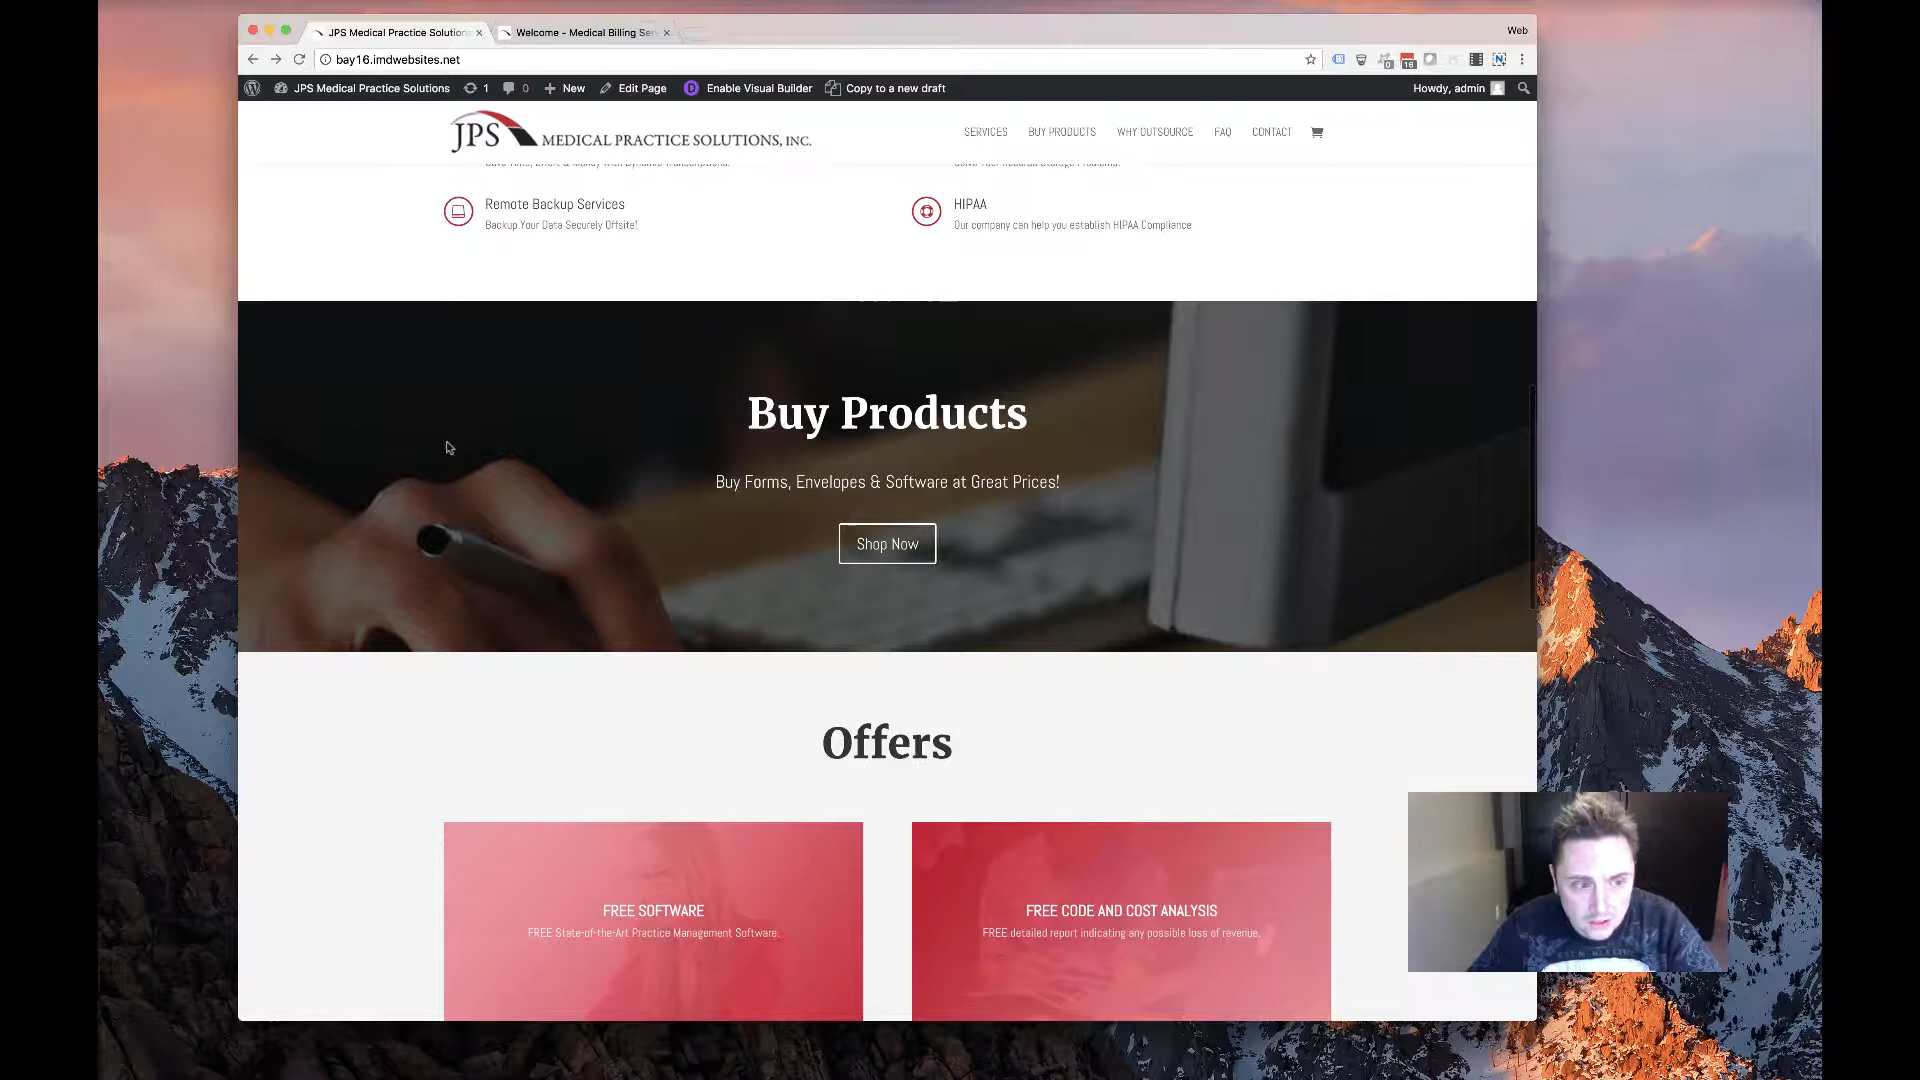 JPS Medical Practice Solutions
Welcome - Medical Billing Ser
Web
bay16.imdwebsites.net
0
16
JPS Medical Practice Solutions
1
0
New
Edit Page
Enable Visual Builder
Copy to a new draft
Howdy, admin
JPS MEDICAL PRACTICE SOLUTIONS, INC.
SERVICES
BUY PRODUCTS
WHY OUTSOURCE
FAQ
CONTACT
Remote Backup Services
Backup Your Data Securely Offsite!
HIPAA
Our company can help you establish HIPAA Compliance
Buy Products
Buy Forms, Envelopes & Software at Great Prices!
Shop Now
Offers
FREE SOFTWARE
FREE State-of-the-Art Practice Management Software.
FREE CODE AND COST ANALYSIS
FREE detailed report indicating any possible loss of revenue.